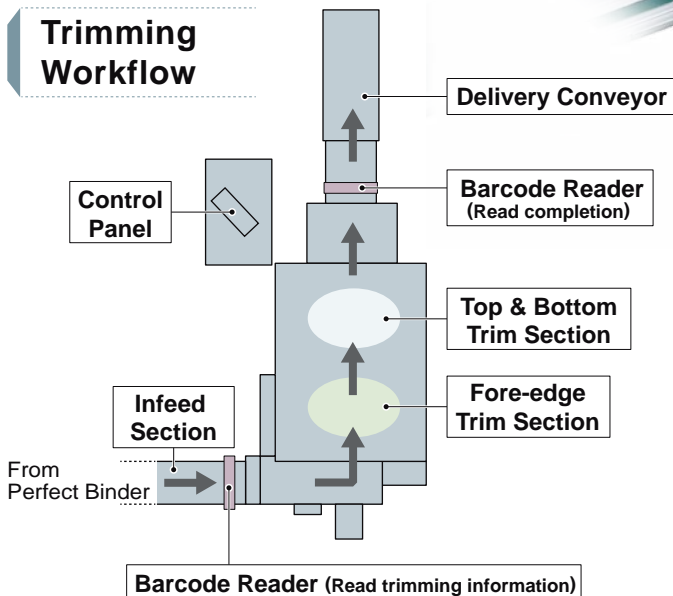 Trimming
Workflow
Delivery Conveyor
Control
Panel
Barcode Reader
(Read completion)
Top & Bottom
Trim Section
Infeed
Section
Fore-edge
Trim Section
From
Perfect Binder
Barcode Reader (Read trimming information)